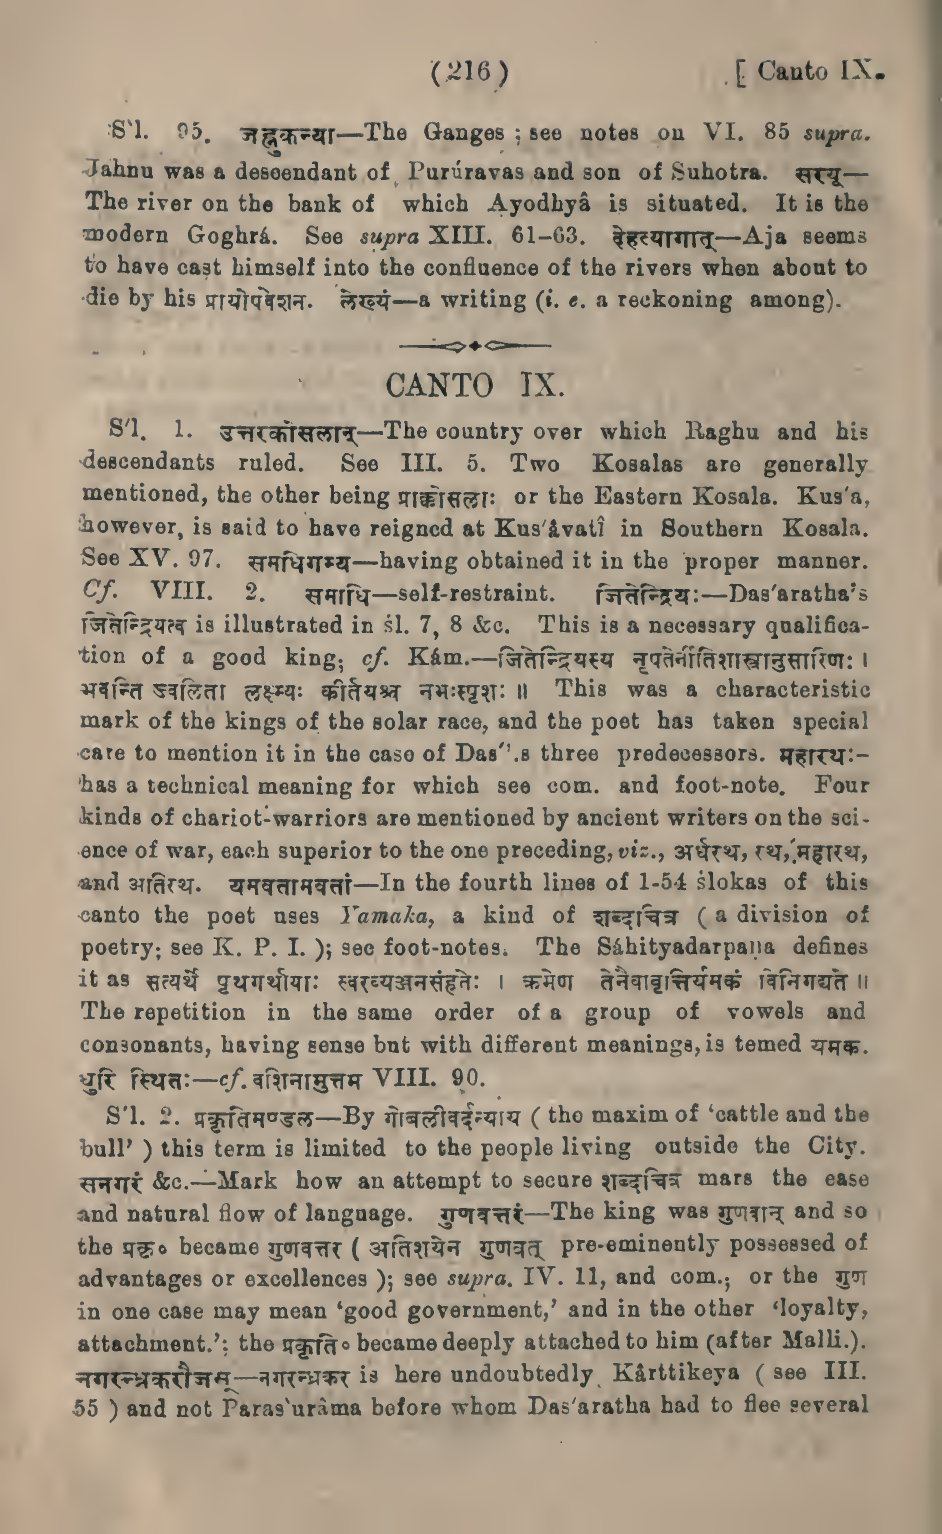 (216) [ Canto IX.
S'l. 95. जह्नुकन्या—The Ganges ; see notes on VI. 85 supra.
Jahnu was a descendant of Purúravas and son of Suhotra. सरयू—
The river on the bank of which Ayodhyâ is situated. It is the
modern Goghrá. See supra XIII. 61-63. देहत्यागात्—Aja seems
to have cast himself into the confluence of the rivers when about to
die by his प्रायोपवेशन. लेख्यं—a writing (i. e. a reckoning among).
CANTO IX.
S'l. 1. उत्तरकोसलान्—The country over which Raghu and his
descendants ruled. See III. 5. Two Kosalas are generally
mentioned, the other being प्राक्कोसलाः or the Eastern Kosala. Kus'a,
however, is said to have reigned at Kus'âvatî in Southern Kosala.
See XV. 97. समधिगम्य—having obtained it in the proper manner.
Cf. VIII. 2. समाधि—self-restraint. जितेन्द्रियः—Das'aratha's
जितेन्द्रियत्व is illustrated in śl. 7, 8 &c. This is a necessary qualifica-
tion of a good king; cf. Kám.—जितेन्द्रियस्य नृपतेर्नीतिशास्त्रानुसारिणः ।
भवन्ति ज्वलिता लक्ष्म्यः कीर्तयश्च नभःस्पृशः ॥ This was a characteristic
mark of the kings of the solar race, and the poet has taken special
care to mention it in the case of Das''.s three predecessors. महारथः-
has a technical meaning for which see com. and foot-note. Four
kinds of chariot-warriors are mentioned by ancient writers on the sci-
ence of war, each superior to the one preceding, viz., अर्धरथ, रथ, महारथ,
and अतिरथ. यमवतामवतां—In the fourth lines of 1-54 ślokas of this
canto the poet uses Yamaka, a kind of शब्दचित्र ( a division of
poetry; see K. P. I. ); see foot-notes. The Sáhityadarpaṇa defines
it as सत्यर्थे पृथगर्थायाः स्वरव्यञ्जनसंहतेः । क्रमेण तेनैवावृत्तिर्यमकं विनिगद्यते ॥
The repetition in the same order of a group of vowels and
consonants, having sense but with different meanings, is temed यमक.
धुरि स्थितः—cf. वशिनामुत्तम VIII. 90.
S'l. 2. प्रकृतिमण्डल—By गोबलीवर्दन्याय ( the maxim of 'cattle and the
bull' ) this term is limited to the people living outside the City.
सनगरं &c.—Mark how an attempt to secure शब्दचित्र mars the ease
and natural flow of language. गुणवत्तरं—The king was गुणवान् and so
the प्रकृ० became गुणवत्तर ( अतिशयेन गुणवत् pre-eminently possessed of
advantages or excellences ); see supra. IV. 11, and com.; or the गुण
in one case may mean 'good government,' and in the other 'loyalty,
attachment.'; the प्रकृति० became deeply attached to him (after Malli.).
नगरन्ध्रकरौजस्—नगरन्ध्रकर is here undoubtedly Kârttikeya ( see III.
55 ) and not Paras'urâma before whom Das'aratha had to flee several